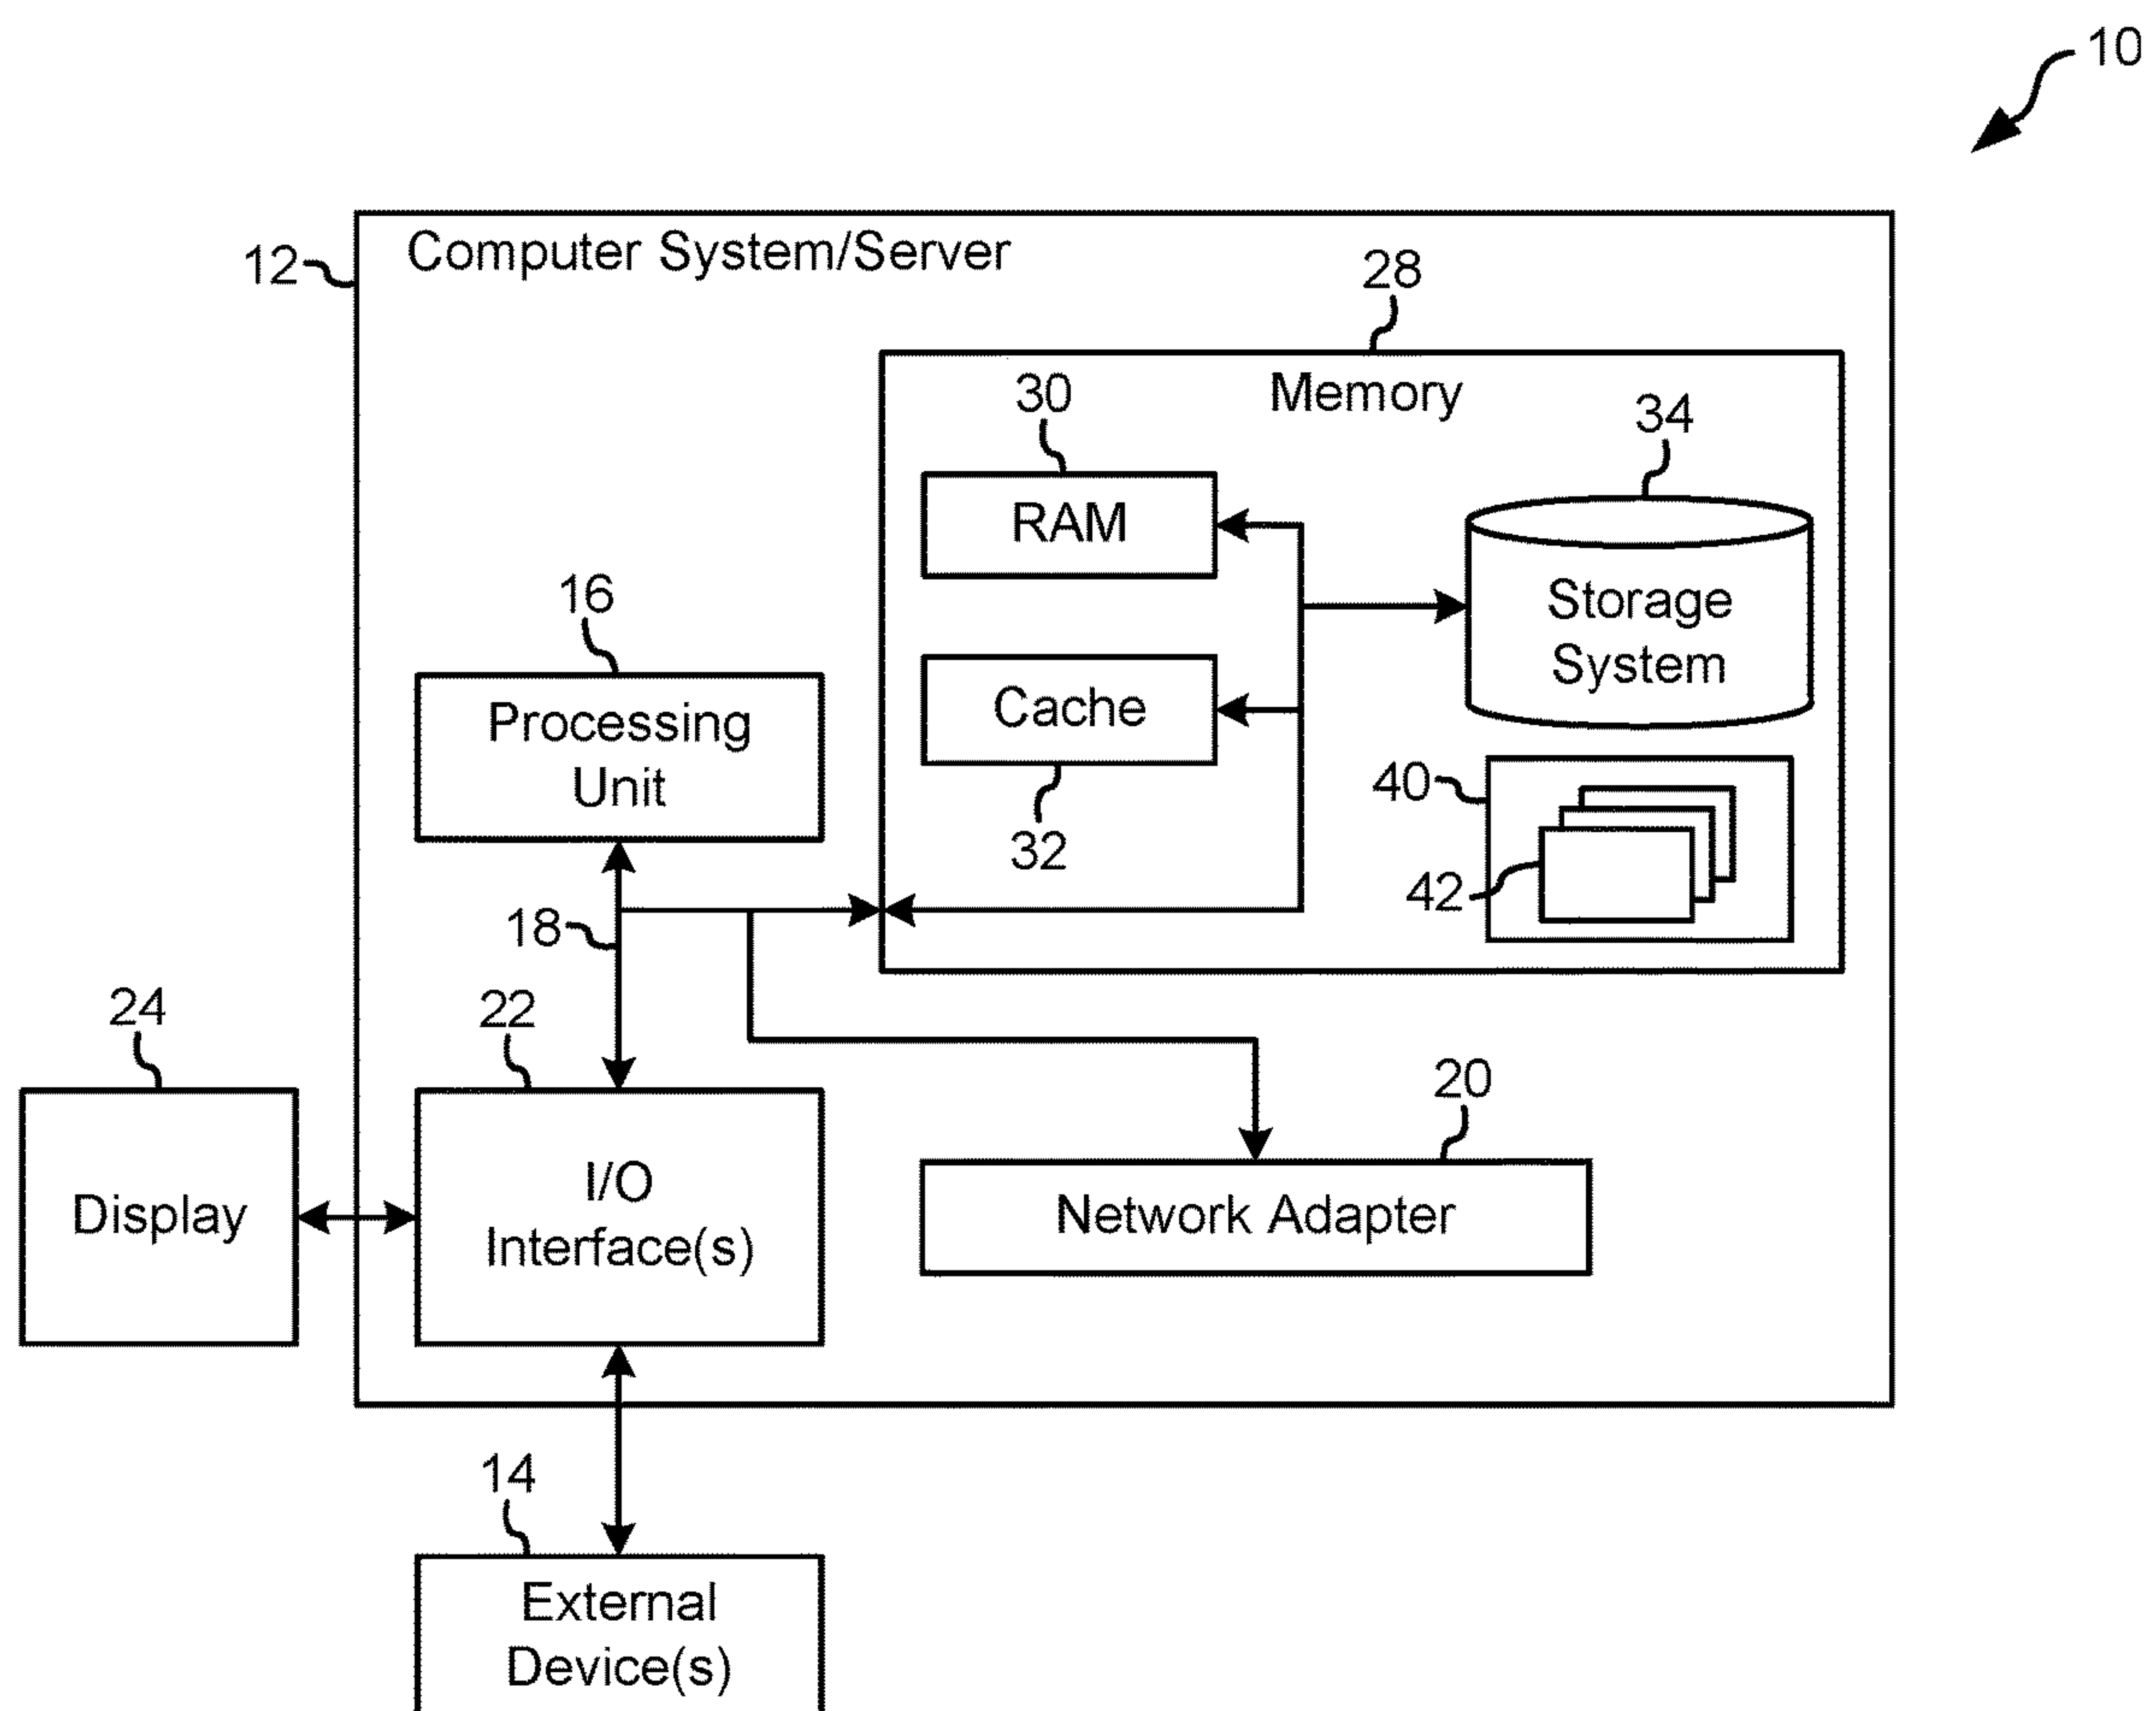 10
12
Computer System/Server
28
30
Memory
34
RAM
16
Storage
System
Processing
Unit
Cache
40
32
42
18
24
22
20
Display
I/O
Interface(s)
Network Adapter
14
External
Device(s)